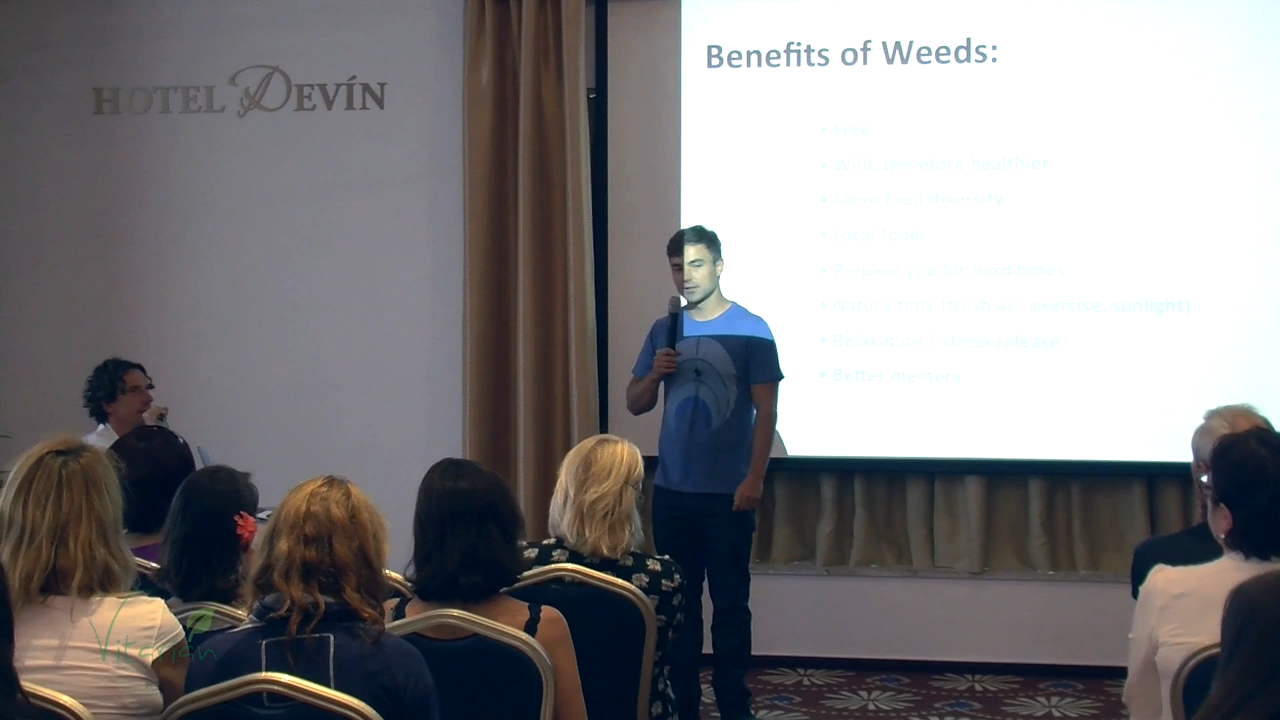 HOTEL DEVÍN
Benefits of Weeds:
• Free
• Wild, therefore healthier
• More food diversity
• Local food
• Prepare you for hard times
• Nature time (fresh air, exercise, sunlight)
• Relaxation / stress release
• Better memory
Vitarián